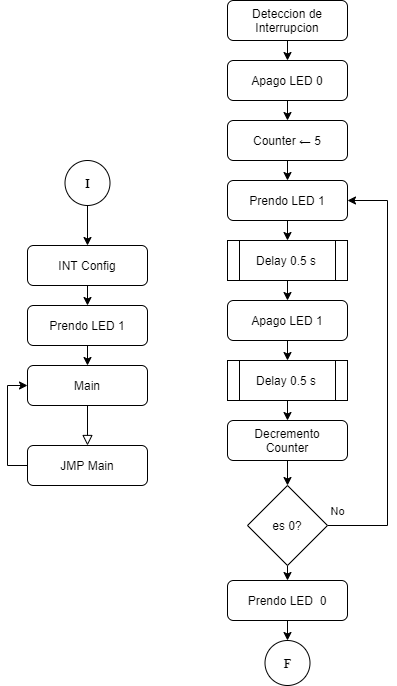 I
INT Config
Prendo LED 1
Main
JMP Main
Deteccion de
Interrupcion
Apago LED 0
Counter ← 5
Prendo LED 1
Delay 0.5 s
Apago LED 1
Delay 0.5 s
Decremento
Counter
es 0?
No
Prendo LED  0
F